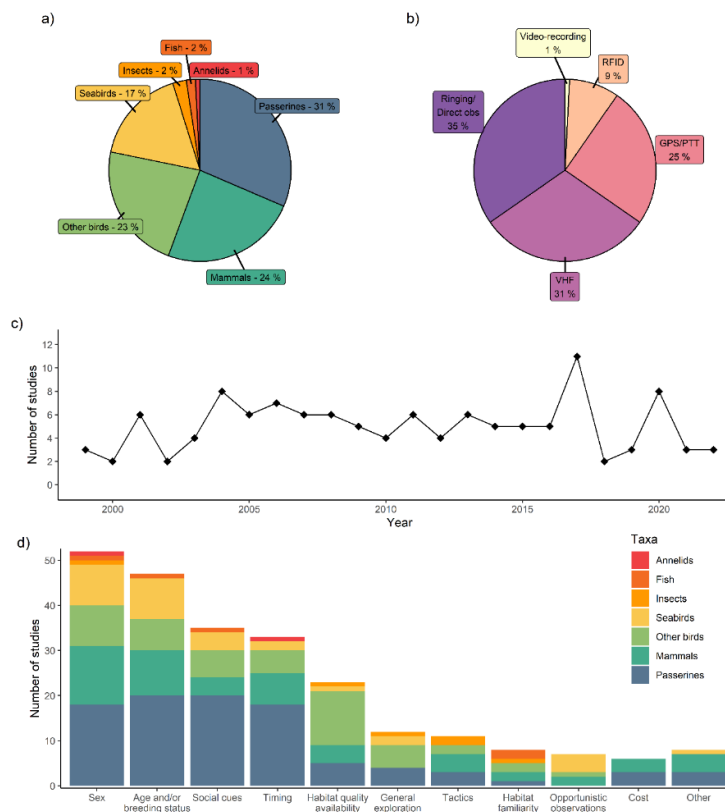 a)
b)
Fish - 2 %
Insects - 2 %
Annelids - 1 %
Seabirds - 17 %
Passerines - 31 %
Other birds - 23 %
Mammals - 24 %
Video-recording
1 %
RFID
9 %
Ringing/
Direct obs
35 %
GPS/PTT
25 %
VHF
31 %
c)
Number of studies
12
10
8
6
4
2
0
2000 2005 2010 2015 2020
Year
d)
Number of studies
50
40
30
20
10
0
Taxa
Annelids
Fish
Insects
Seabirds
Other birds
Mammals
Passerines
Sex
Age and/or
breeding status
Social cues
Timing
Habitat quality
availability
General
exploration
Tactics
Habitat
familiarity
Opportunistic
observations
Cost
Other